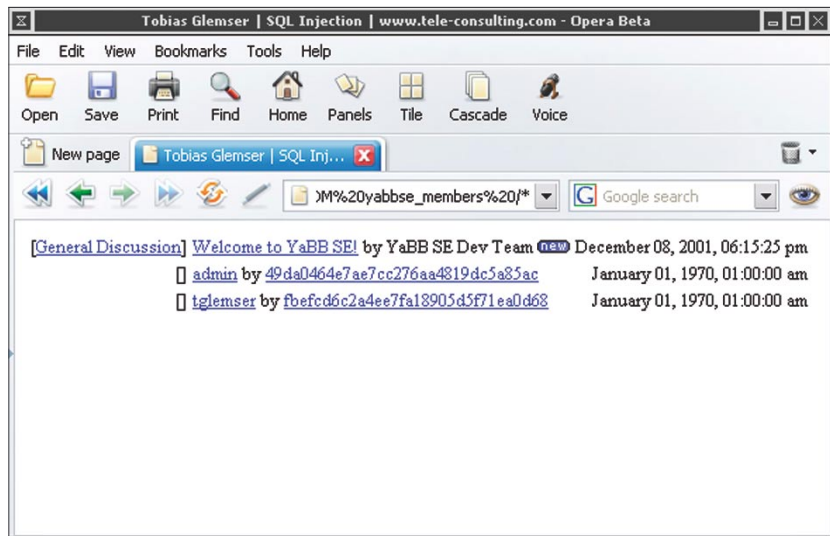 Tobias Glemser | SQL Injection | www.tele-consulting.com - Opera Beta
File Edit View Bookmarks Tools Help
Open Save Print Find Home Panels Tile Cascade Voice
New page Tobias Glemser | SQL Inj...
)M%20yabbse_members%20/* G Google search
[General Discussion] Welcome to YaBB SE! by YaBB SE Dev Team new December 08, 2001, 06:15:25 pm
[] admin by 49da0464e7ae7cc276aa4819dc5a85ac January 01, 1970, 01:00:00 am
[] tglemser by fbefcd6c2a4ee7fa18905d5f71ea0d68 January 01, 1970, 01:00:00 am